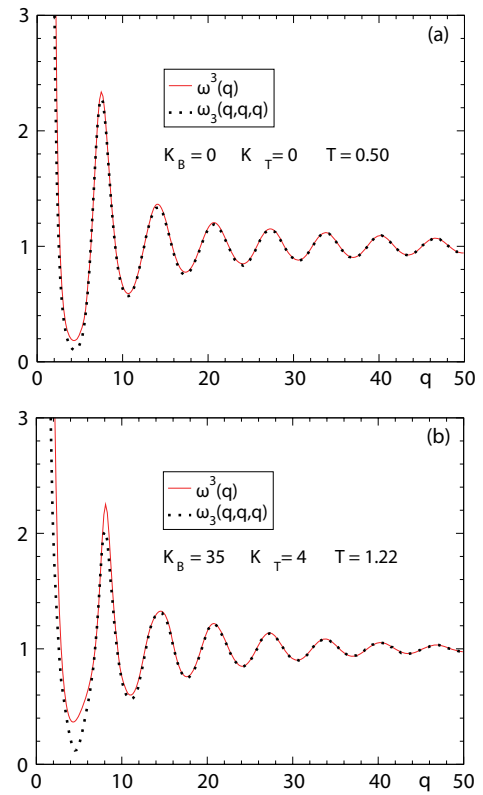 3
(a)
ω³(q)
ω₃(q,q,q)
2
K_B = 0 K_T = 0 T = 0.50
1
0
0 10 20 30 40 q 50
3
(b)
ω³(q)
ω₃(q,q,q)
2
K_B = 35 K_T = 4 T = 1.22
1
0
0 10 20 30 40 q 50